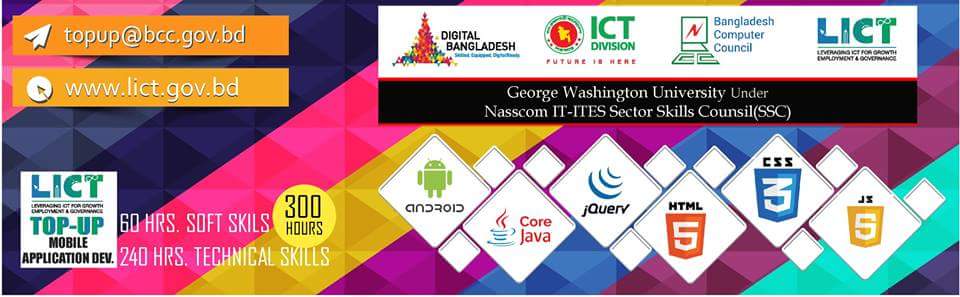 topup@bcc.gov.bd
www.lict.gov.bd
DIGITAL
BANGLADESH
ICT
DIVISION
FUTURE IS HERE
Bangladesh
Computer
Council
LICT
LEVERAGING ICT FOR GROWTH
EMPLOYMENT & GOVERNANCE
George Washington University Under
Nasscom IT-ITES Sector Skills Counsil(SSC)
LICT
LEVERAGING ICT FOR GROWTH
EMPLOYMENT & GOVERNANCE
TOP-UP
MOBILE
APPLICATION DEV.
60 HRS. SOFT SKILS
240 HRS. TECHNICAL SKILLS
300
HOURS
ANDROID
Core
Java
jQuery
HTML
5
CSS
3
JS
5